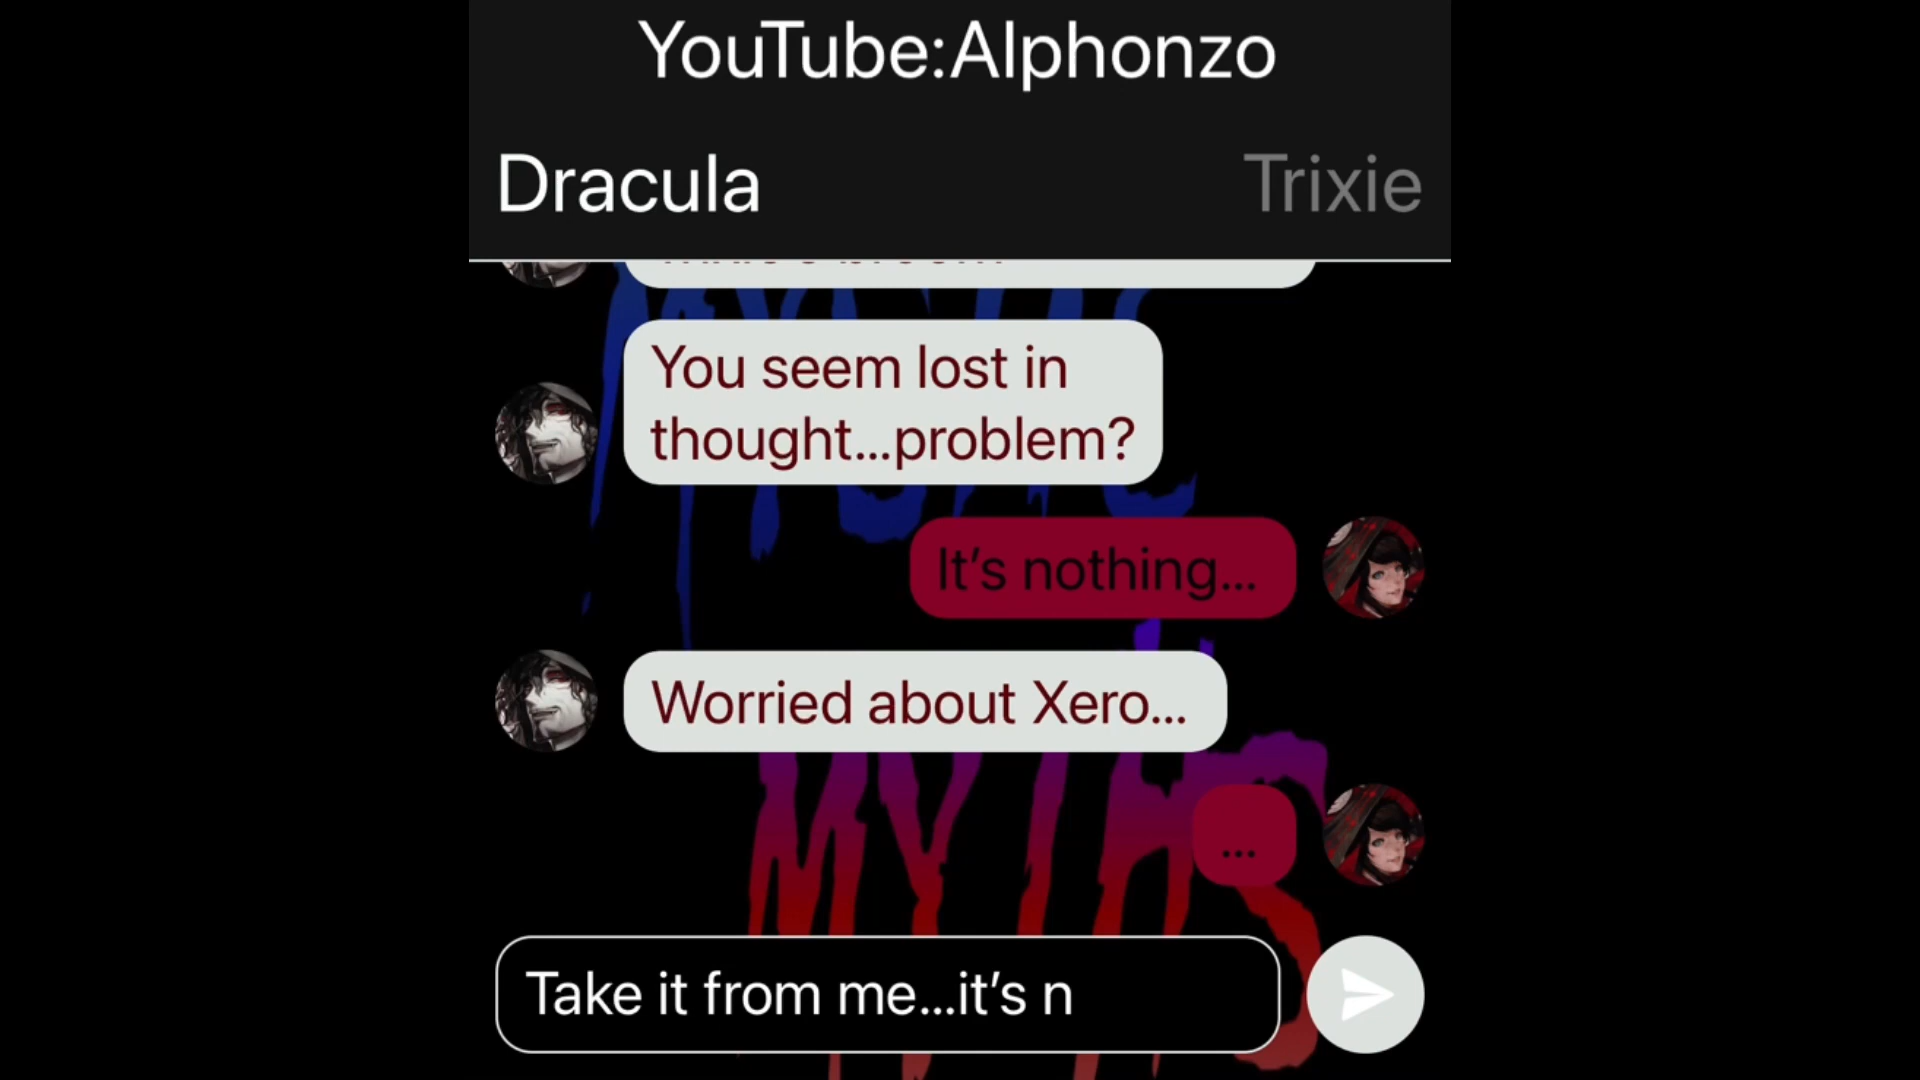 YouTube:Alphonzo
Dracula
Trixie
You seem lost in
thought...problem?
It’s nothing...
Worried about Xero...
...
Take it from me...it’s n